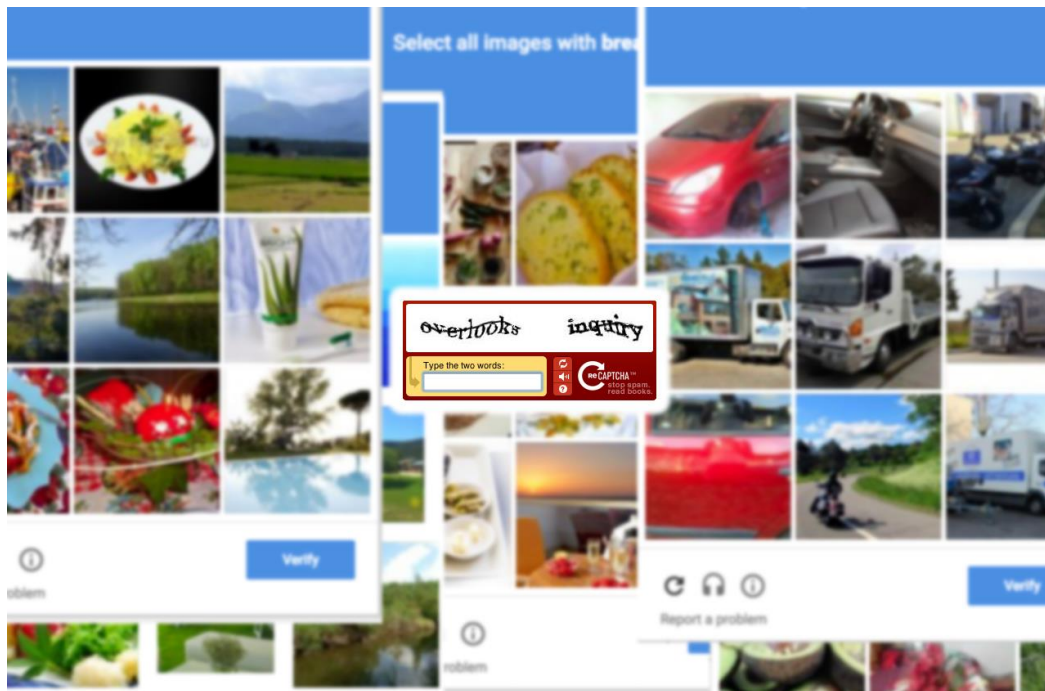 Select all images with brea
overlooks inquiry
Type the two words:
reCAPTCHA™
stop spam.
read books.
Verify
oblem
Verify
Report a problem
roblem